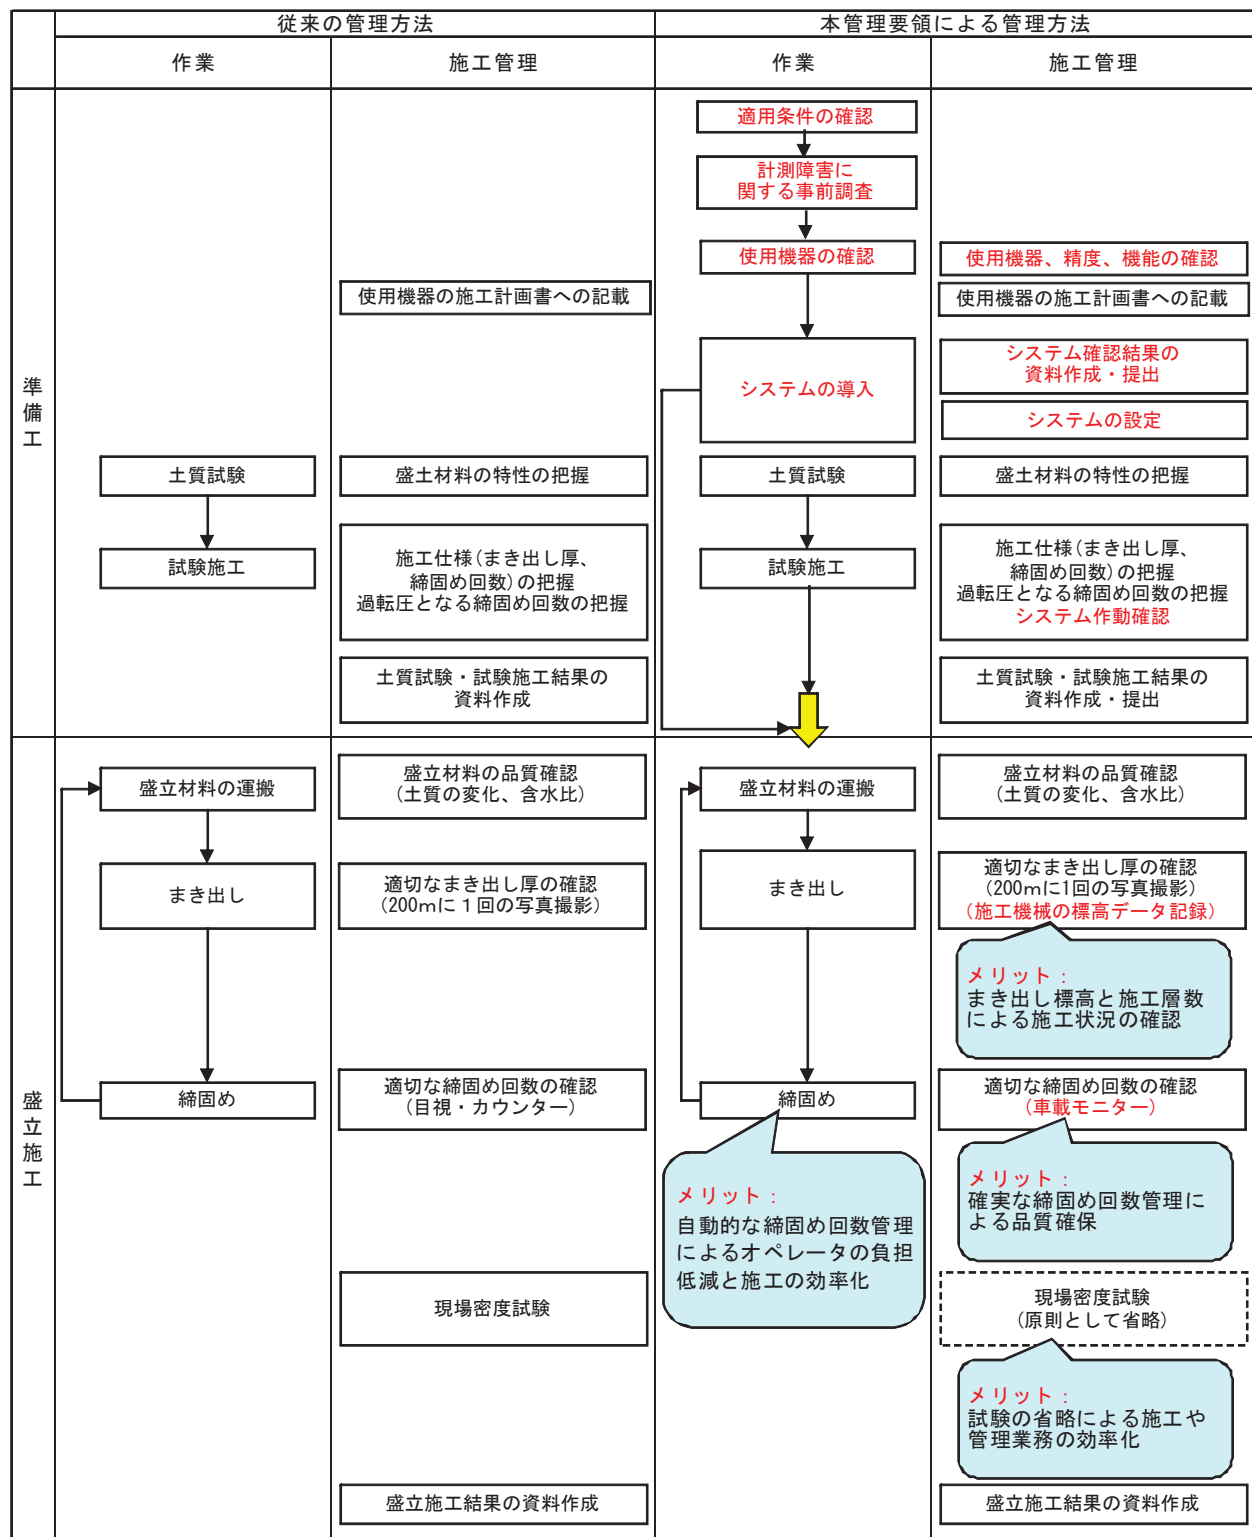 従来の管理方法
本管理要領による管理方法
作業
施工管理
作業
施工管理
準備工
適用条件の確認
計測障害に
関する事前調査
使用機器の確認
使用機器、精度、機能の確認
使用機器の施工計画書への記載
使用機器の施工計画書への記載
システムの導入
システム確認結果の
資料作成・提出
システムの設定
土質試験
盛土材料の特性の把握
土質試験
盛土材料の特性の把握
試験施工
施工仕様(まき出し厚、
締固め回数)の把握
過転圧となる締固め回数の把握
試験施工
施工仕様(まき出し厚、
締固め回数)の把握
過転圧となる締固め回数の把握
システム作動確認
土質試験・試験施工結果の
資料作成
土質試験・試験施工結果の
資料作成・提出
盛立施工
盛立材料の運搬
盛立材料の品質確認
(土質の変化、含水比)
盛立材料の運搬
盛立材料の品質確認
(土質の変化、含水比)
まき出し
適切なまき出し厚の確認
(200mに１回の写真撮影)
まき出し
適切なまき出し厚の確認
(200mに1回の写真撮影)
(施工機械の標高データ記録)
メリット：
まき出し標高と施工層数
による施工状況の確認
締固め
適切な締固め回数の確認
(目視・カウンター)
締固め
適切な締固め回数の確認
(車載モニター)
メリット：
自動的な締固め回数管理
によるオペレータの負担
低減と施工の効率化
メリット：
確実な締固め回数管理に
よる品質確保
現場密度試験
現場密度試験
(原則として省略)
メリット：
試験の省略による施工や
管理業務の効率化
盛立施工結果の資料作成
盛立施工結果の資料作成